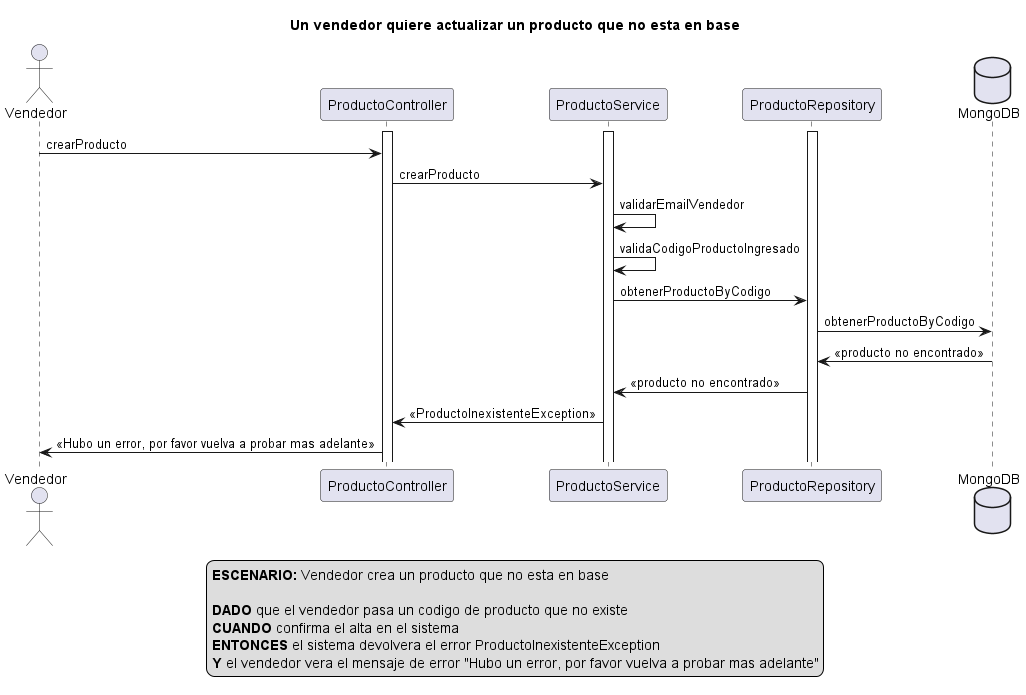 Un vendedor quiere actualizar un producto que no esta en base
Vendedor
ProductoController
ProductoService
ProductoRepository
MongoDB
crearProducto
crearProducto
validarEmailVendedor
validaCodigoProductoIngresado
obtenerProductoByCodigo
obtenerProductoByCodigo
«producto no encontrado»
«producto no encontrado»
«ProductoInexistenteException»
«Hubo un error, por favor vuelva a probar mas adelante»
Vendedor
ProductoController
ProductoService
ProductoRepository
MongoDB
ESCENARIO: Vendedor crea un producto que no esta en base
DADO que el vendedor pasa un codigo de producto que no existe
CUANDO confirma el alta en el sistema
ENTONCES el sistema devolvera el error ProductoInexistenteException
Y el vendedor vera el mensaje de error "Hubo un error, por favor vuelva a probar mas adelante"